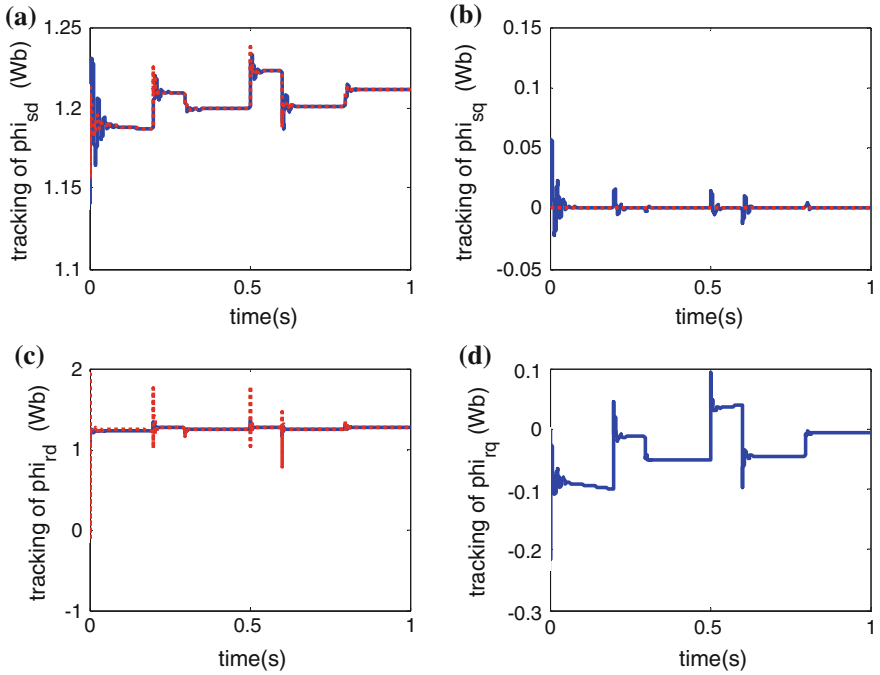 (a)
tracking of phi_sd (Wb)
1.25
1.2
1.15
1.1
0
0.5
1
time(s)
(b)
tracking of phi_sq (Wb)
0.15
0.1
0.05
0
-0.05
0
0.5
1
time(s)
(c)
tracking of phi_rd (Wb)
2
1
0
-1
0
0.5
1
time(s)
(d)
tracking of phi_rq (Wb)
0.1
0
-0.1
-0.2
-0.3
0
0.5
1
time(s)